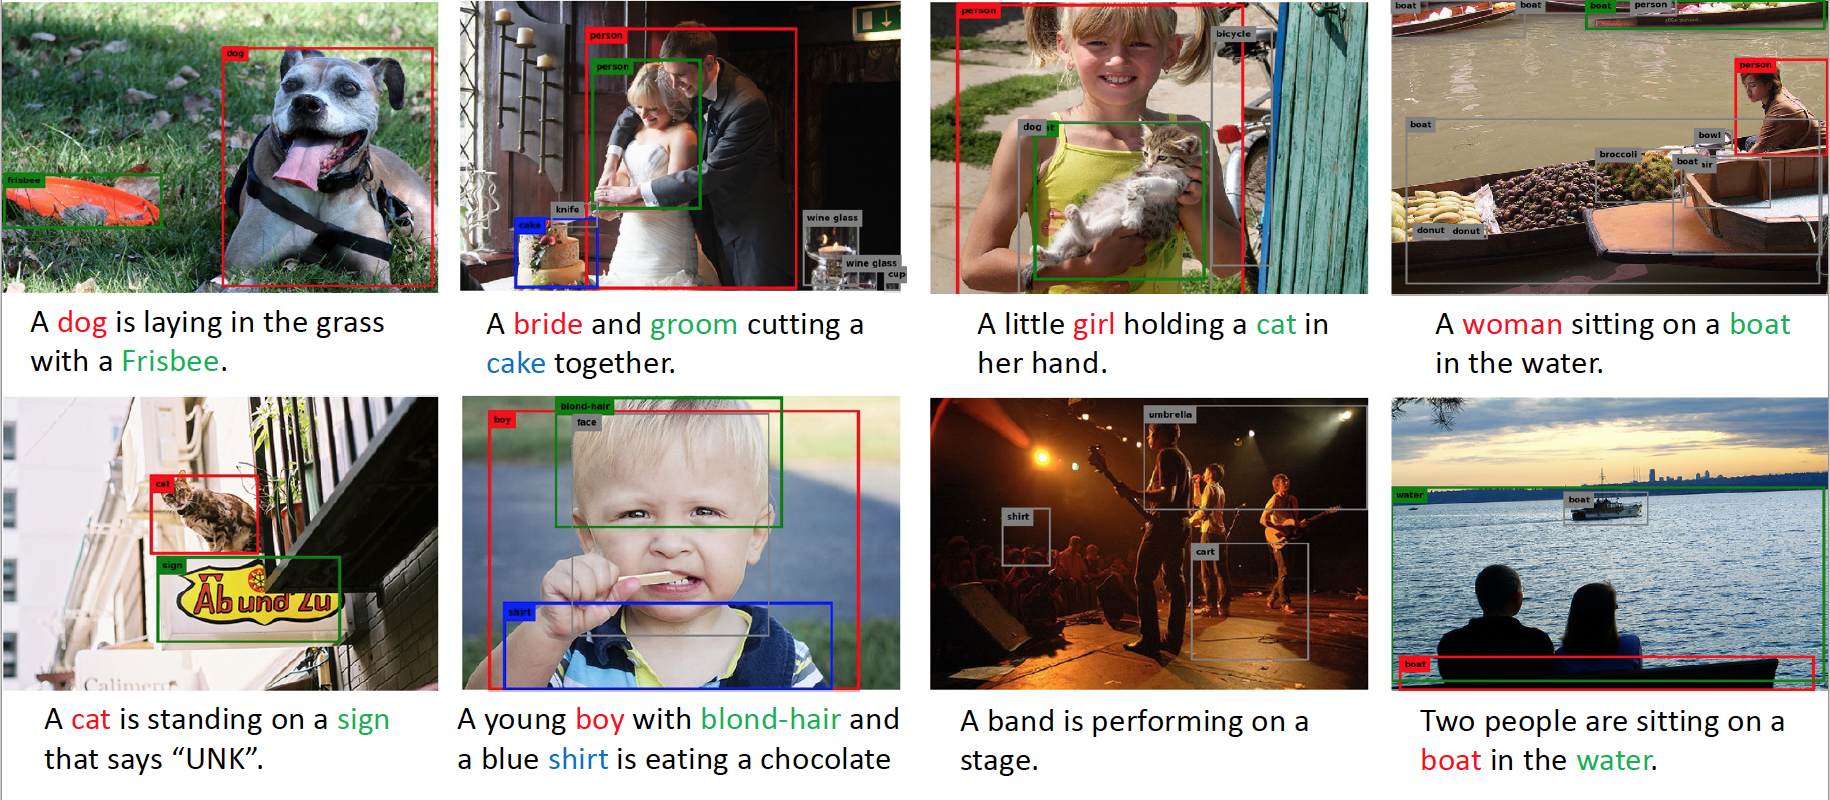 dog
frisbee
A dog is laying in the grass
with a Frisbee.
person
person
knife
cake
wine glass
wine glass
cup
A bride and groom cutting a
cake together.
person
bicycle
dog
A little girl holding a cat in
her hand.
boat
boat
boat
person
person
boat
bowl
broccoli
boat
donut
donut
A woman sitting on a boat
in the water.
cat
sign
Äb und Zu
A cat is standing on a sign
that says “UNK”.
blond-hair
boy
face
shirt
A young boy with blond-hair and
a blue shirt is eating a chocolate
umbrella
shirt
cart
A band is performing on a
stage.
water
boat
boat
Two people are sitting on a
boat in the water.